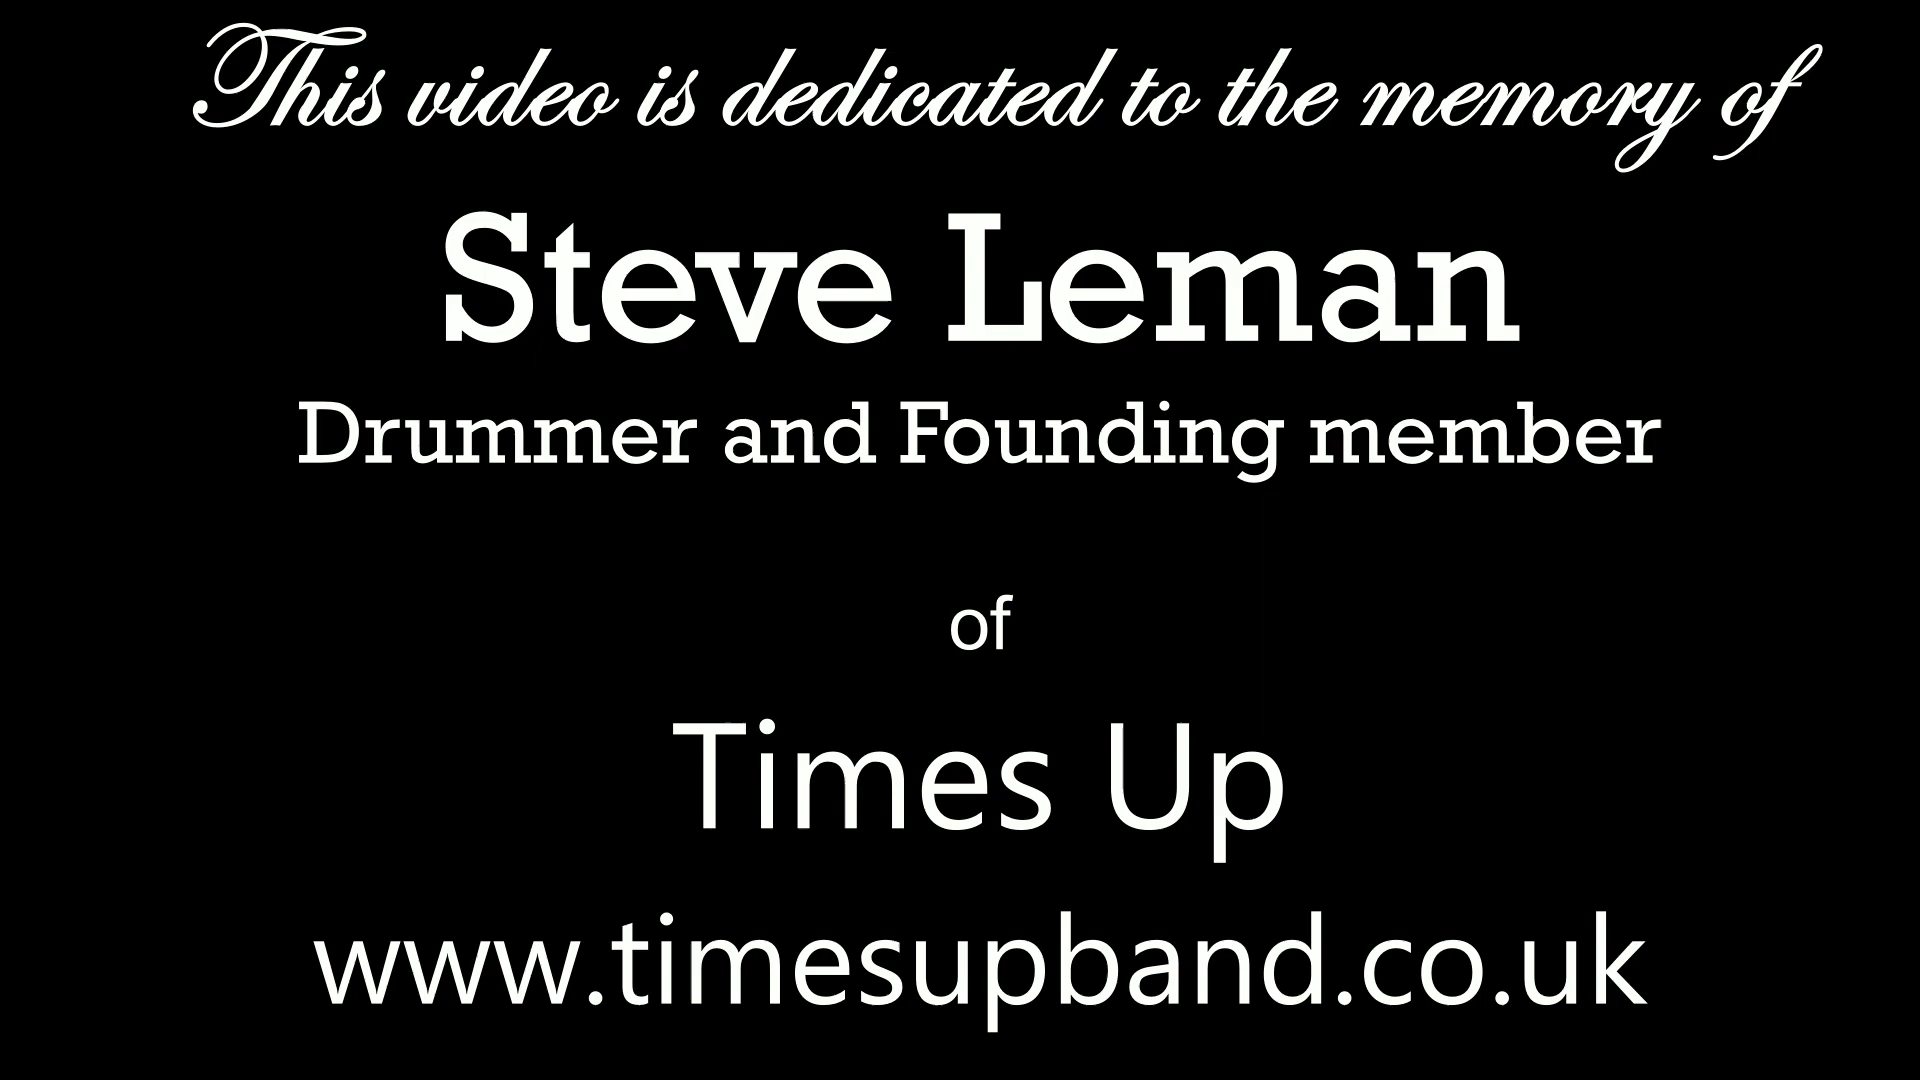 This video is dedicated to the memory of
Steve Leman
Drummer and Founding member
of
Times Up
www.timesupband.co.uk